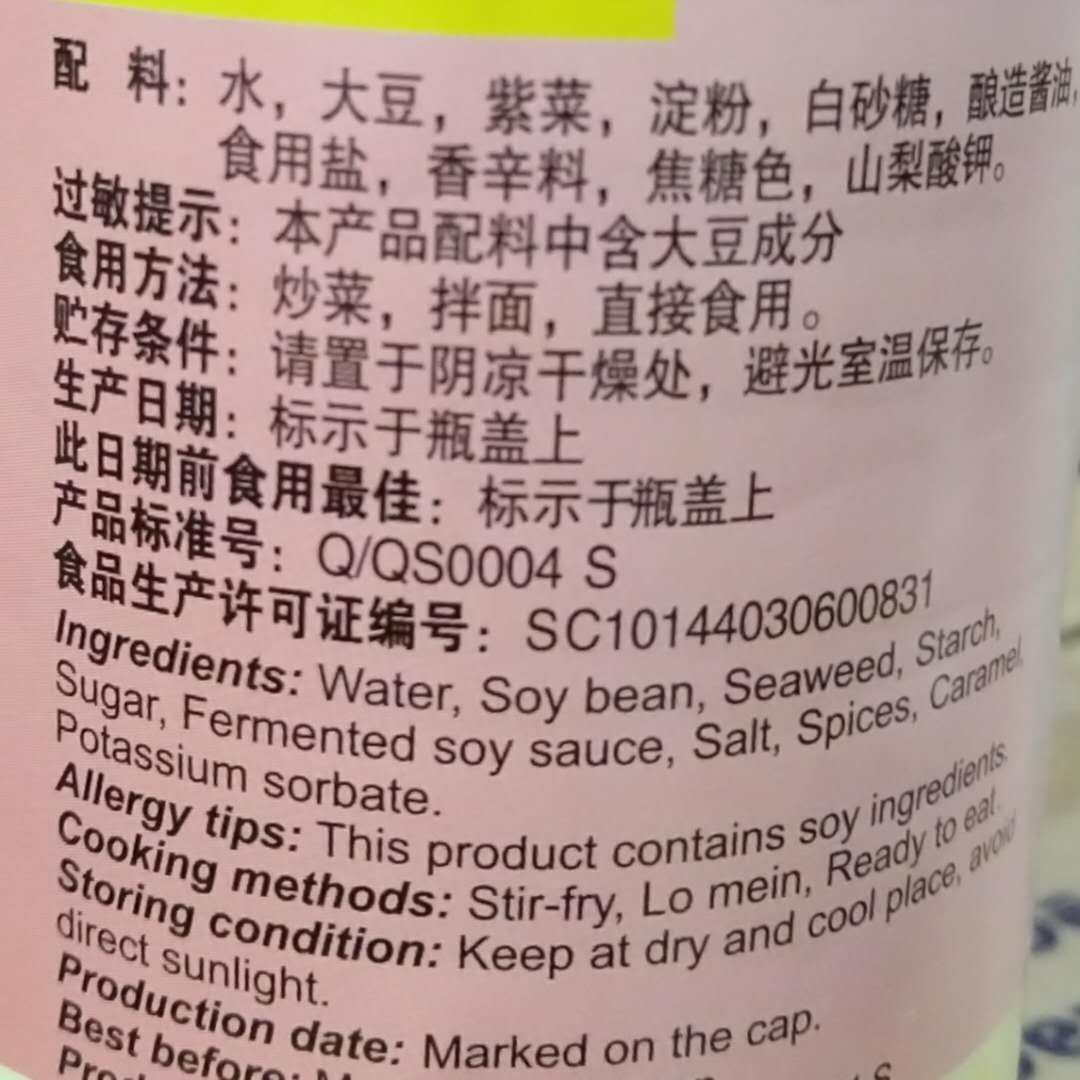 配 料：水，大豆，紫菜，淀粉，白砂糖，酿造酱油，
食用盐，香辛料，焦糖色，山梨酸钾。
过敏提示：本产品配料中含大豆成分
食用方法：炒菜，拌面，直接食用。
贮存条件：请置于阴凉干燥处，避光室温保存。
生产日期：标示于瓶盖上
此日期前食用最佳：标示于瓶盖上
产品标准号：Q/QS0004 S
食品生产许可证编号：SC10144030600831
Ingredients: Water, Soy bean, Seaweed, Starch,
Sugar, Fermented soy sauce, Salt, Spices, Caramel,
Potassium sorbate.
Allergy tips: This product contains soy ingredients.
Cooking methods: Stir-fry, Lo mein, Ready to eat.
Storing condition: Keep at dry and cool place, avoid
direct sunlight.
Production date: Marked on the cap.
Best before: